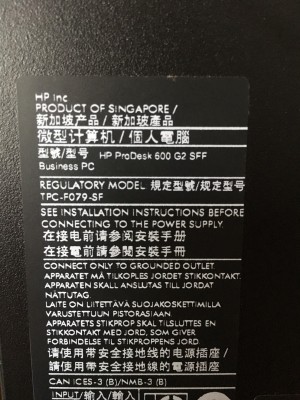 HP Inc
PRODUCT OF SINGAPORE /
新加坡产品 / 新加坡產品
微型计算机 / 個人電腦
型號/型号: HP ProDesk 600 G2 SFF
Business PC
REGULATORY MODEL 規定型號/规定型号
TPC-F079-SF
SEE INSTALLATION INSTRUCTIONS BEFORE
CONNECTING TO THE POWER SUPPLY
在接电前请参阅安装手册
在接電前請參閱安裝手冊
CONNECT ONLY TO GROUNDED OUTLET
APPARATET MÅ TILKOPLES JORDET STIKKONTAKT.
APPARATEN SKALL ANSLUTAS TILL JORDAT
NÄTTUTAG.
LAITE ON LIITETTÄVÄ SUOJAKOSKETTIMILLA
VARUSTETTUUN PISTORASIAAN
APPARATETS STIKPROP SKAL TILSLUTTES EN
STIKKONTAKT MED JORD, SOM GIVER
FORBINDELSE TIL STIKPROPPENS JORD
请使用带安全接地线的电源插座/
請使用帶安全接地線的電源插座
CAN ICES-3 (B)/NMB-3 (B)
INPUT/输入/輸入